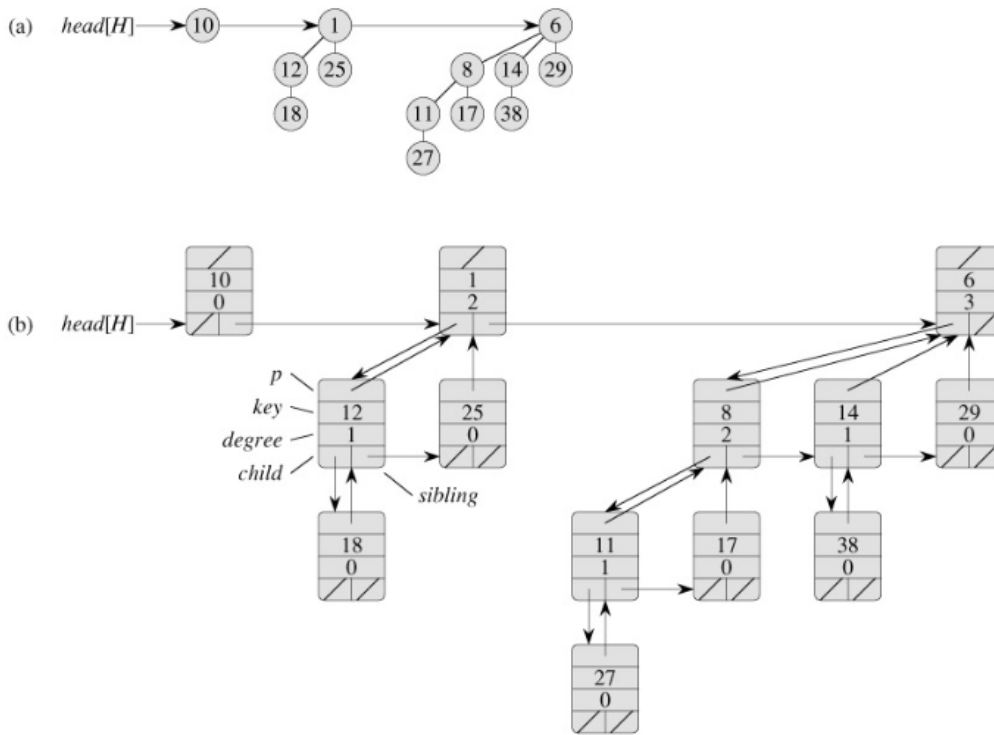 (a) head[H] 10 1 6
12 25 8 14 29
18 11 17 38
27
10 1 6
0 2 3
(b) head[H]
p
key 12 25 8 14 29
degree 1 0 2 1 0
child
sibling
18 11 17 38
0 1 0 0
27
0